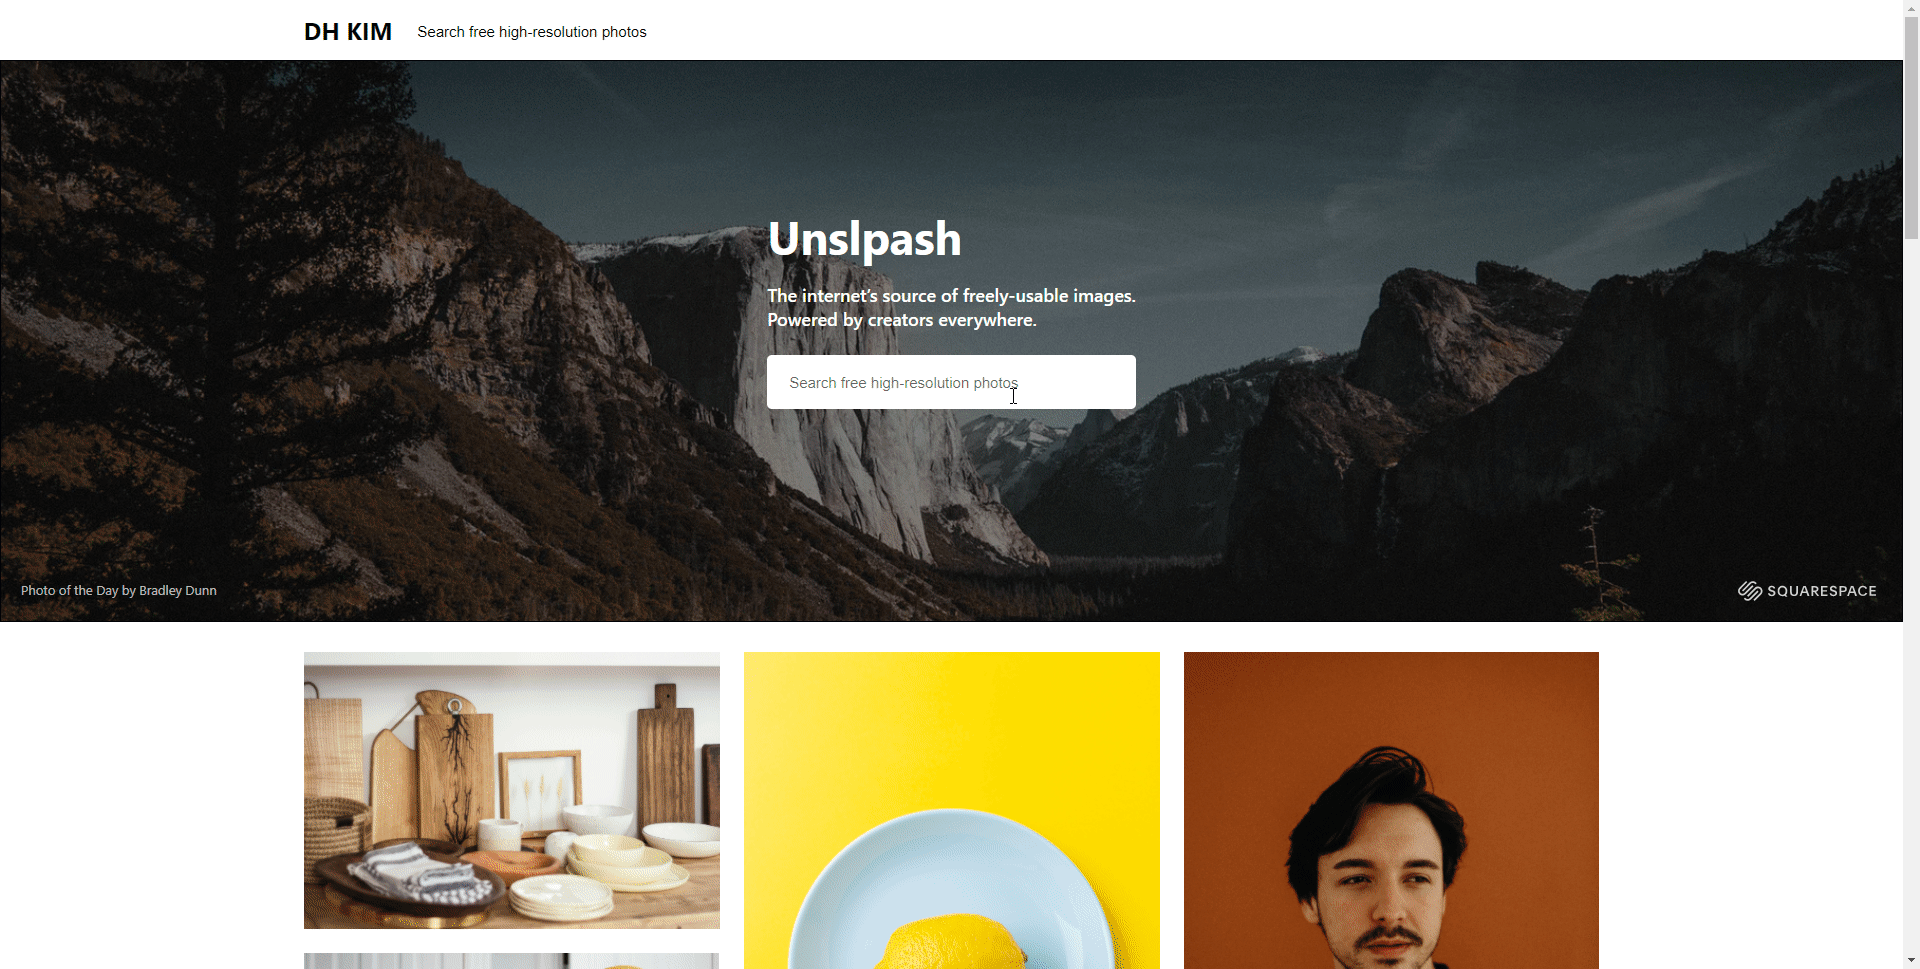 DH KIM
Search free high-resolution photos
Unslpash
The internet's source of freely-usable images.
Powered by creators everywhere.
Search free high-resolution photos
Photo of the Day by Bradley Dunn
SQUARESPACE